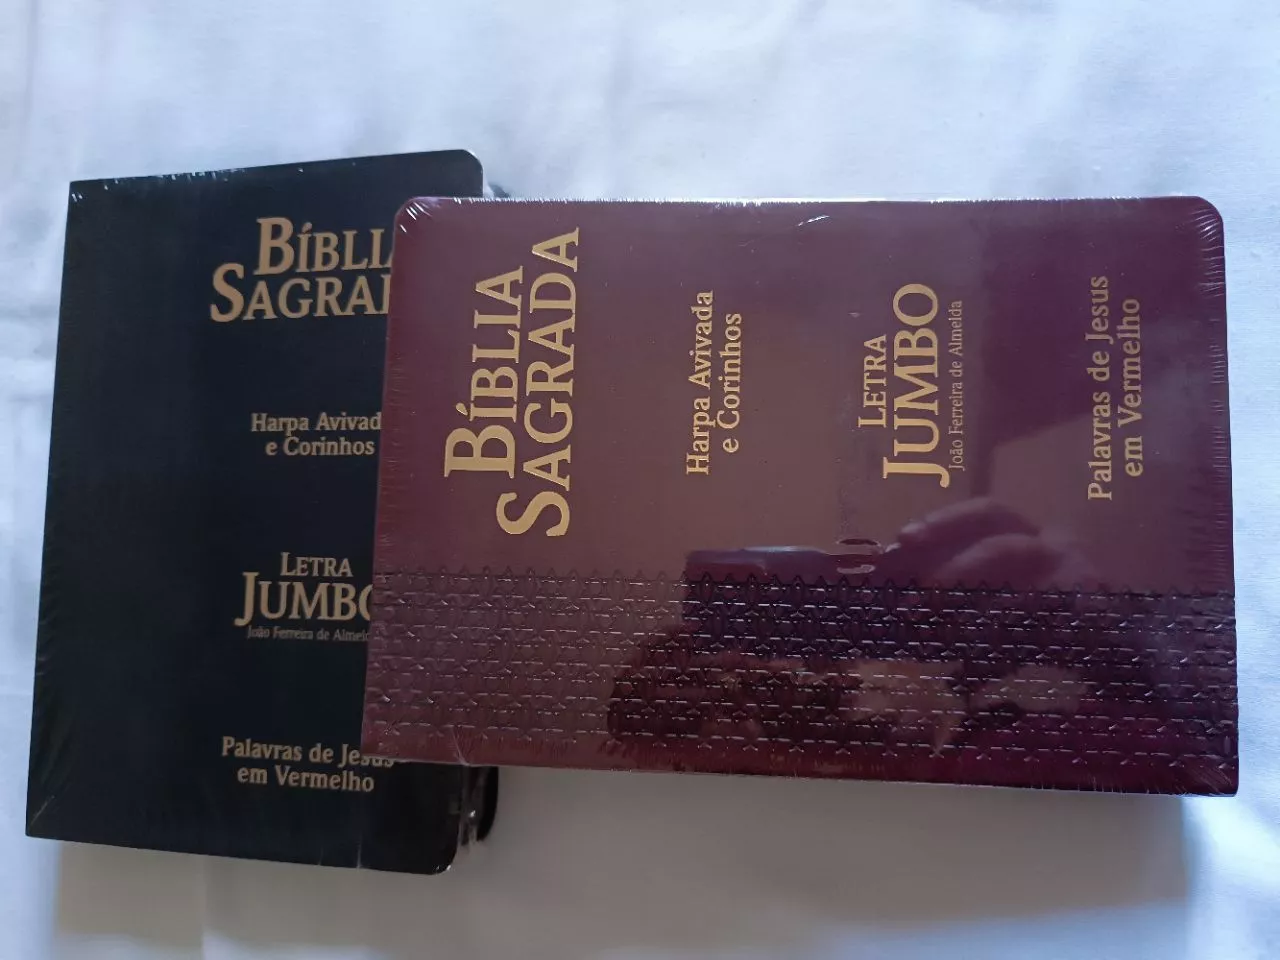 BÍBLIA
SAGRADA
Harpa Avivada
e Corinhos
LETRA
JUMBO
João Ferreira de Almeida
Palavras de Jesus
em Vermelho
BÍBLIA
SAGRADA
Harpa Avivada
e Corinhos
LETRA
JUMBO
João Ferreira de Almeida
Palavras de Jesus
em Vermelho